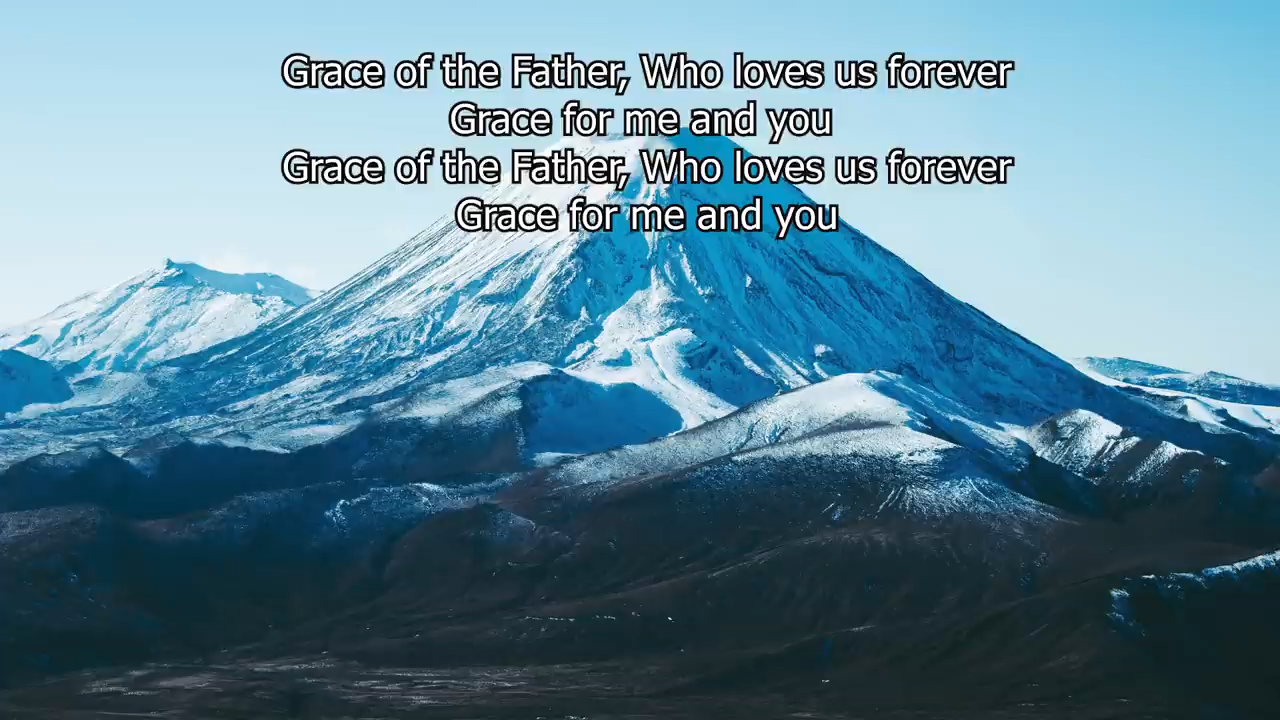 Grace of the Father, Who loves us forever
Grace for me and you
Grace of the Father, Who loves us forever
Grace for me and you